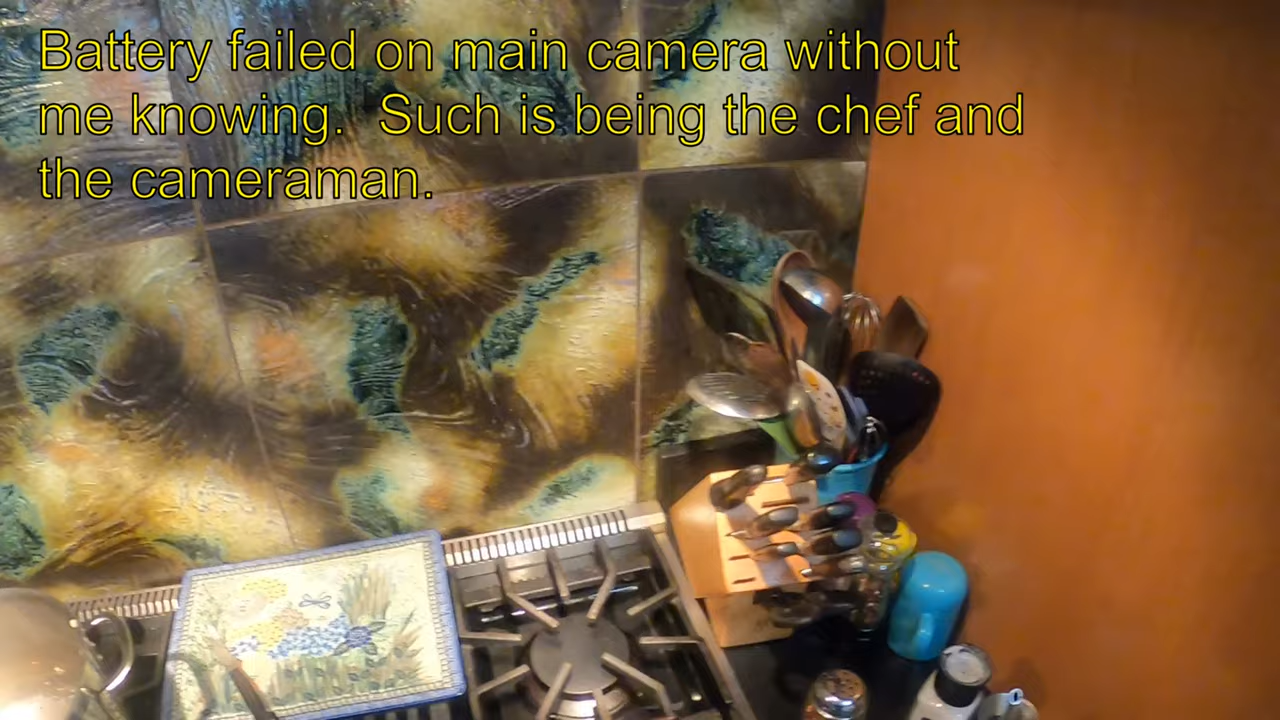 Battery failed on main camera without
me knowing.  Such is being the chef and
the cameraman.